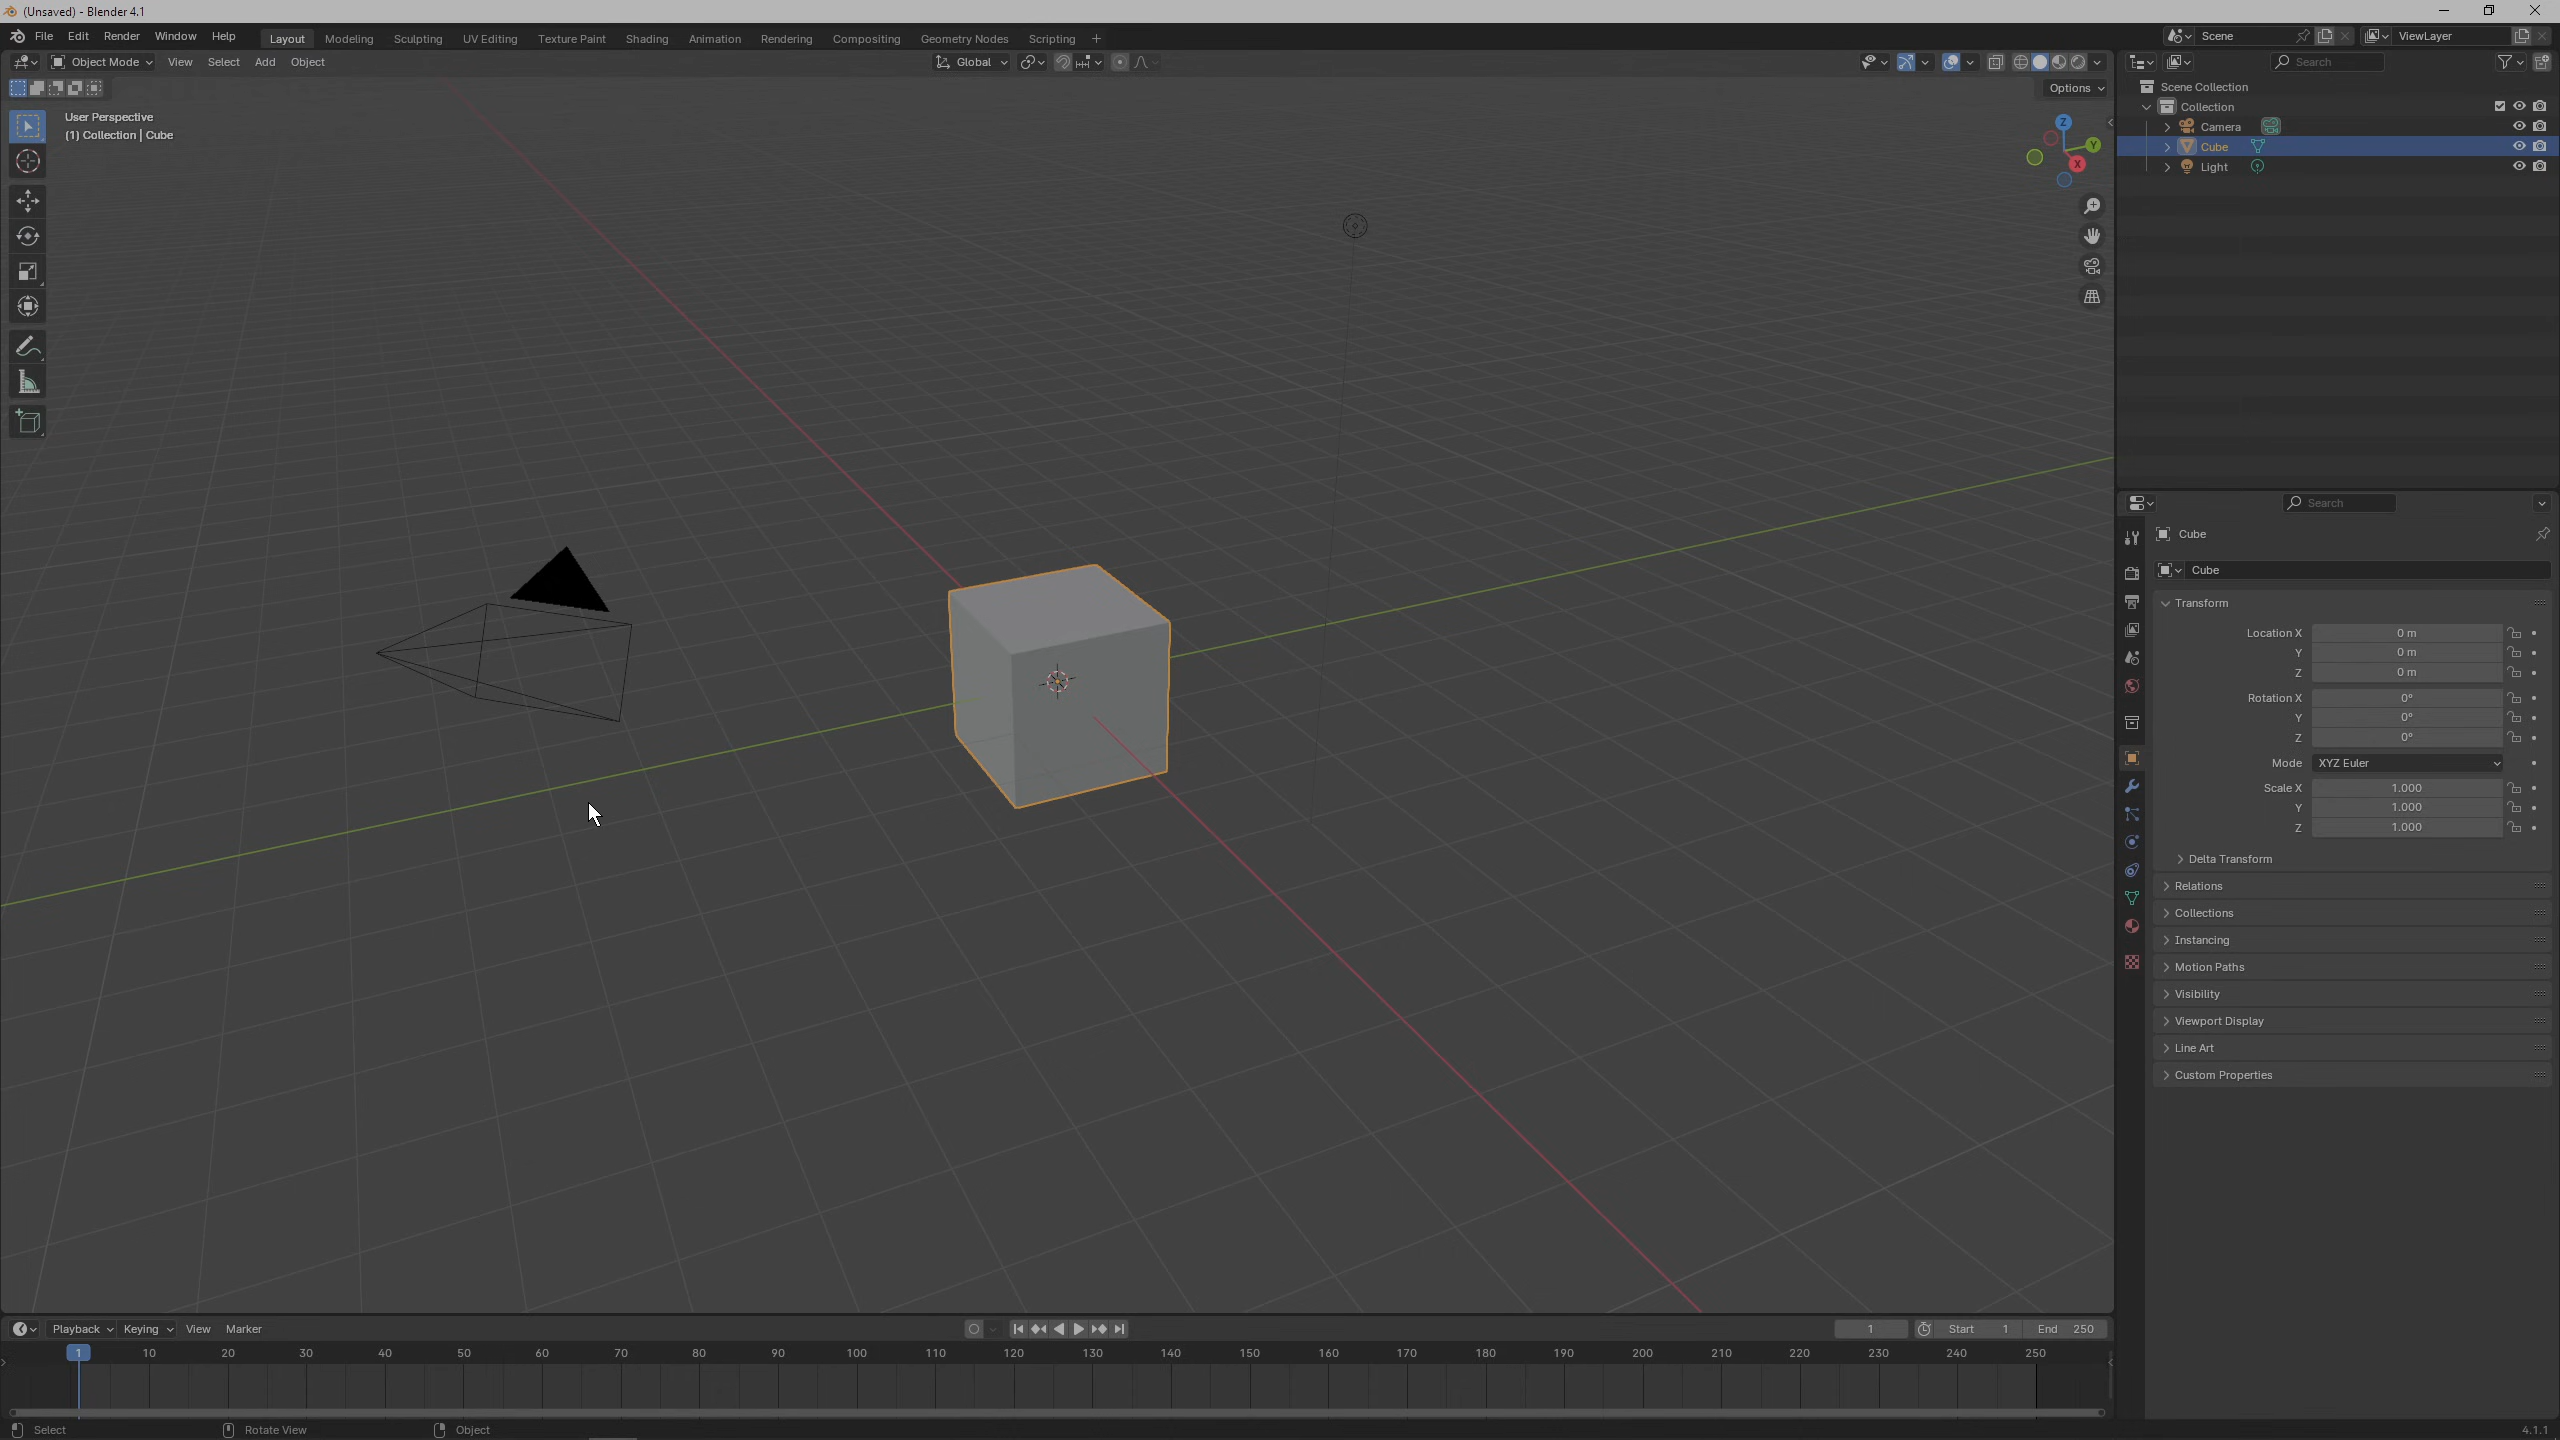 (Unsaved) - Blender 4.1
File Edit Render Window Help Layout Modeling Sculpting UV Editing Texture Paint Shading Animation Rendering Compositing Geometry Nodes Scripting + Scene ViewLayer
Object Mode View Select Add Object Global Search
Options
User Perspective
(1) Collection | Cube
Z
Y
X
Scene Collection
Collection
Camera
Cube
Light
Search
Cube
Cube
Transform
Location X 0 m
Y 0 m
Z 0 m
Rotation X 0°
Y 0°
Z 0°
Mode XYZ Euler
Scale X 1.000
Y 1.000
Z 1.000
Delta Transform
Relations
Collections
Instancing
Motion Paths
Visibility
Viewport Display
Line Art
Custom Properties
Playback Keying View Marker 1 Start 1 End 250
1 10 20 30 40 50 60 70 80 90 100 110 120 130 140 150 160 170 180 190 200 210 220 230 240 250
Select Rotate View Object 4.1.1